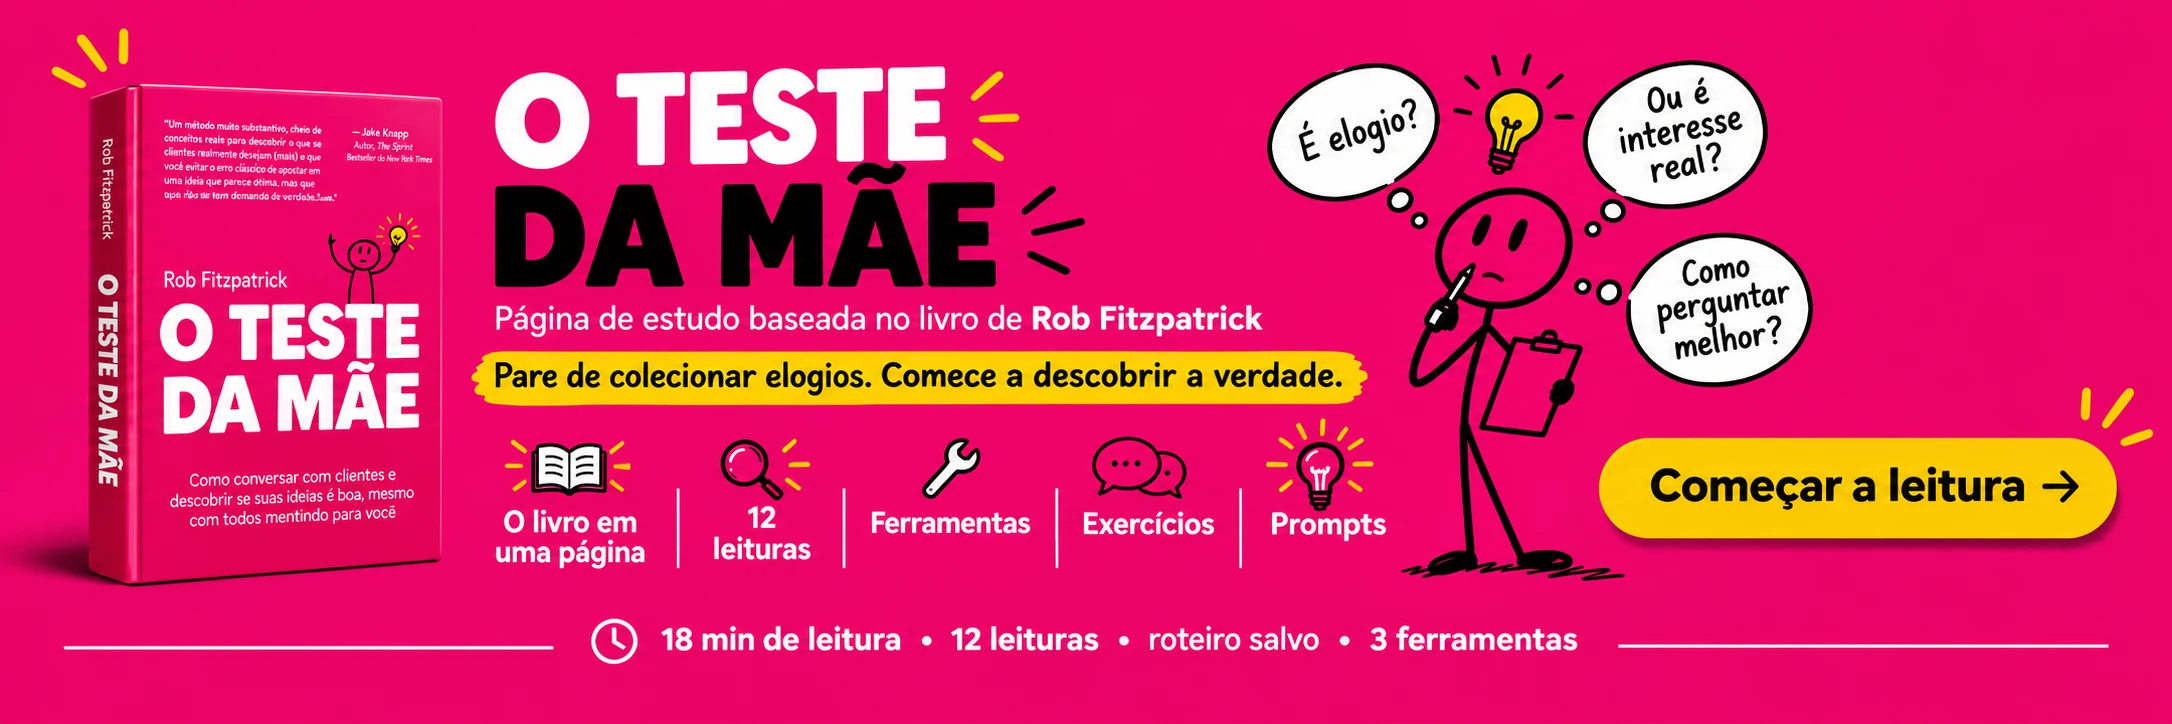 "Um método muito substantivo, cheio de
conceitos reais para descobrir o que se
clientes realmente desejam (mais) e que
você evitar o erro clássico de apostar em
uma ideia que parece ótima, mas que
— Jake Knapp
Autor, The Sprint
Bestseller do New York Times
Rob Fitzpatrick
O TESTE
DA MÃE
Como conversar com clientes e
descobrir se suas ideias é boa, mesmo
com todos mentindo para você
Rob Fitzpatrick
O TESTE DA MÃE
O TESTE
DA MÃE
Página de estudo baseada no livro de Rob Fitzpatrick
Pare de colecionar elogios. Comece a descobrir a verdade.
O livro em
uma página
12
leituras
Ferramentas
Exercícios
Prompts
É elogio?
Ou é
interesse
real?
Como
perguntar
melhor?
Começar a leitura →
18 min de leitura • 12 leituras • roteiro salvo • 3 ferramentas